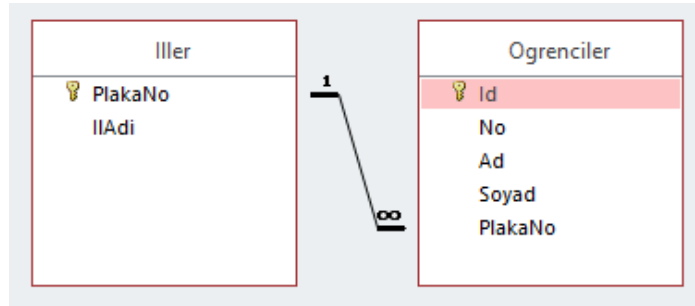 Iller
PlakaNo
IlAdi
1
∞
Ogrenciler
Id
No
Ad
Soyad
PlakaNo